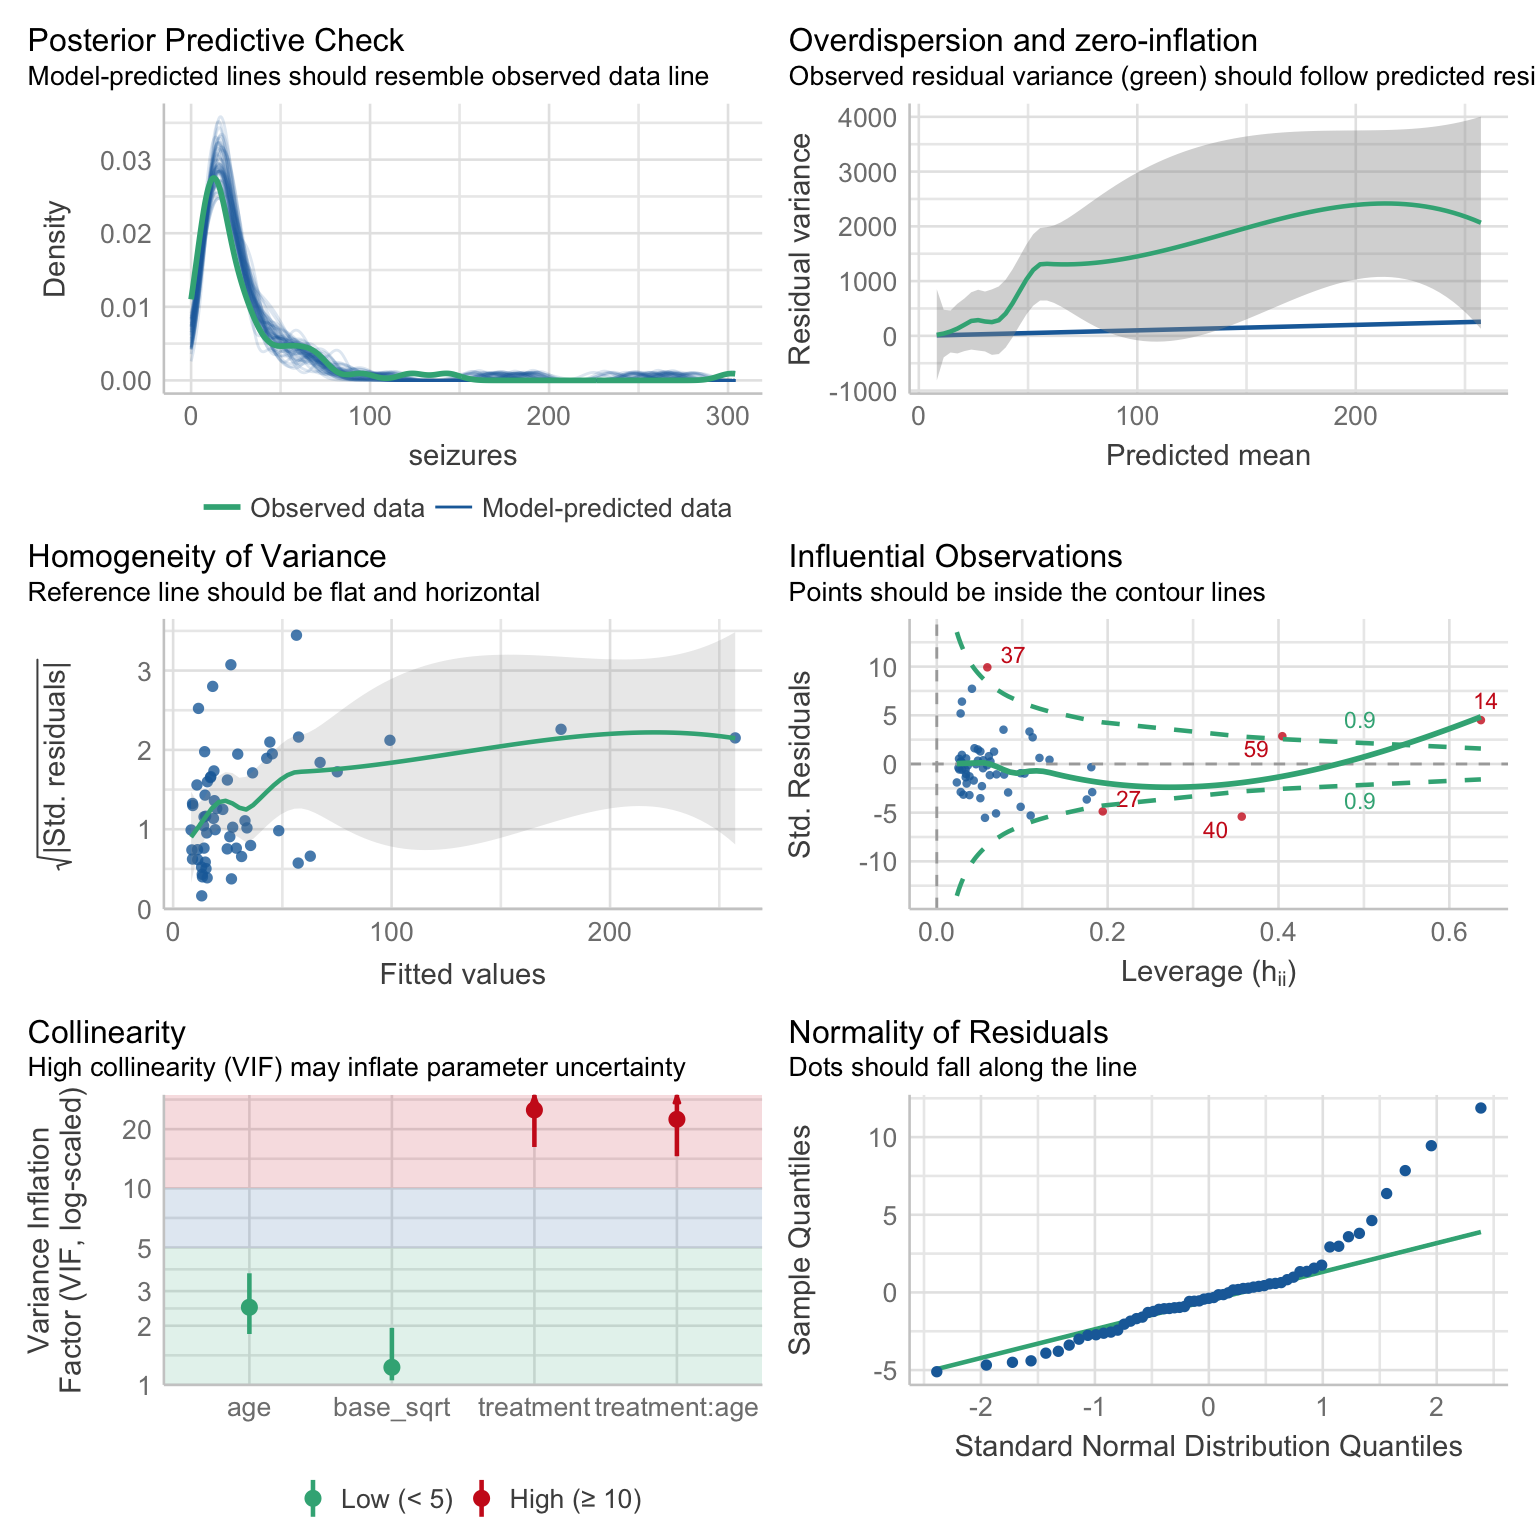 Posterior Predictive Check
Model-predicted lines should resemble observed data line
Density
0.03
0.02
0.01
0.00
0
100
200
300
seizures
Observed data
Model-predicted data
Overdispersion and zero-inflation
Observed residual variance (green) should follow predicted resi
Residual variance
4000
3000
2000
1000
0
-1000
0
100
200
Predicted mean
Homogeneity of Variance
Reference line should be flat and horizontal
√|Std. residuals|
3
2
1
0
0
100
200
Fitted values
Influential Observations
Points should be inside the contour lines
Std. Residuals
10
5
0
-5
-10
37
14
0.9
59
27
0.9
40
0.0
0.2
0.4
0.6
Leverage (hii)
Collinearity
High collinearity (VIF) may inflate parameter uncertainty
Variance Inflation
Factor (VIF, log-scaled)
20
10
5
3
2
1
age
base_sqrt
treatment
treatment:age
Low (< 5)
High (≥ 10)
Normality of Residuals
Dots should fall along the line
Sample Quantiles
10
5
0
-5
-2
-1
0
1
2
Standard Normal Distribution Quantiles